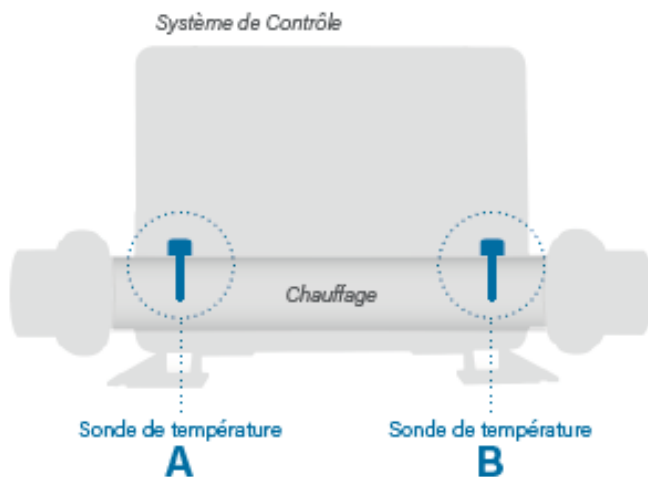 Système de Contrôle
Chauffage
Sonde de température
A
Sonde de température
B